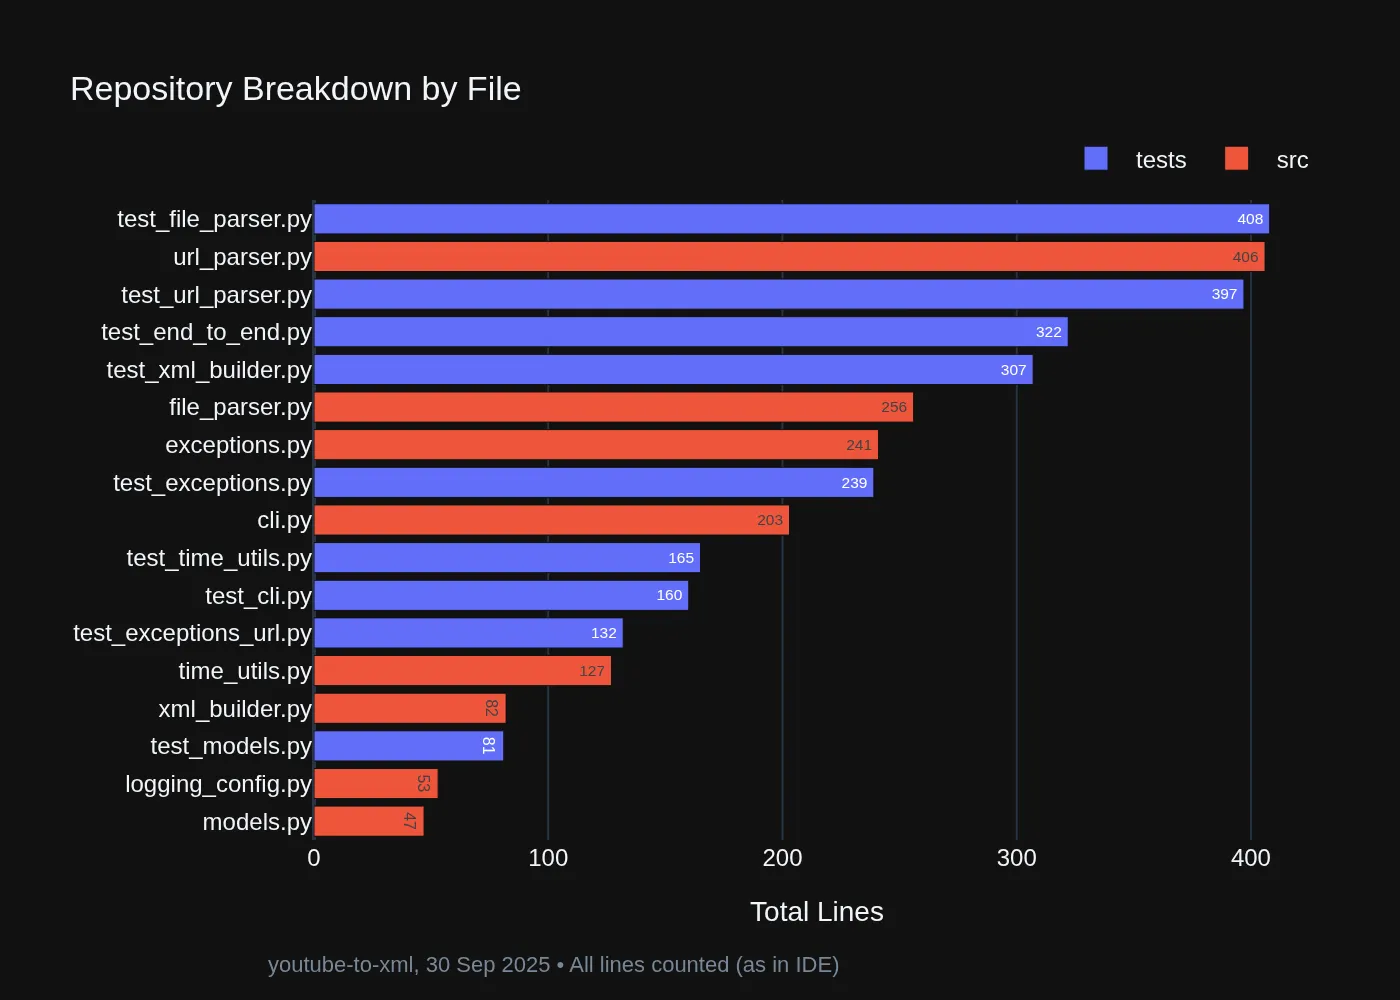 Repository Breakdown by File
tests src
test_file_parser.py 408
url_parser.py 406
test_url_parser.py 397
test_end_to_end.py 322
test_xml_builder.py 307
file_parser.py 256
exceptions.py 241
test_exceptions.py 239
cli.py 203
test_time_utils.py 165
test_cli.py 160
test_exceptions_url.py 132
time_utils.py 127
xml_builder.py 82
test_models.py 81
logging_config.py 53
models.py 47
0 100 200 300 400
Total Lines
youtube-to-xml, 30 Sep 2025 • All lines counted (as in IDE)